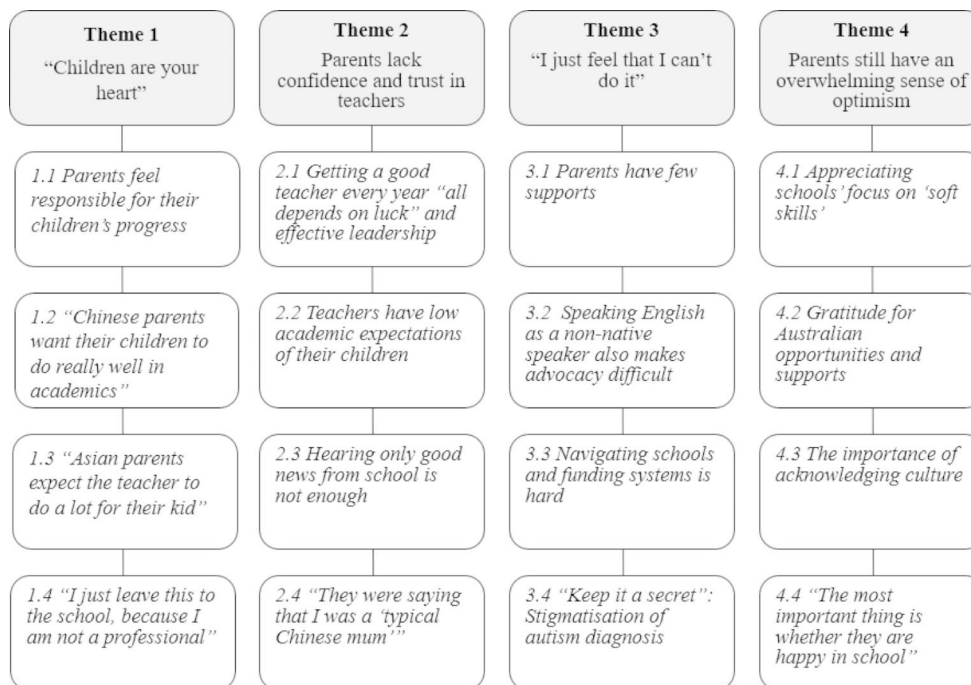 Theme 1
“Children are your
heart”
1.1 Parents feel
responsible for their
children’s progress
1.2 “Chinese parents
want their children to
do really well in
academics”
1.3 “Asian parents
expect the teacher to
do a lot for their kid”
1.4 “I just leave this to
the school, because I
am not a professional”
Theme 2
Parents lack
confidence and trust in
teachers
2.1 Getting a good
teacher every year “all
depends on luck” and
effective leadership
2.2 Teachers have low
academic expectations
of their children
2.3 Hearing only good
news from school is
not enough
2.4 “They were saying
that I was a ‘typical
Chinese mum’”
Theme 3
“I just feel that I can’t
do it”
3.1 Parents have few
supports
3.2 Speaking English
as a non-native
speaker also makes
advocacy difficult
3.3 Navigating schools
and funding systems is
hard
3.4 “Keep it a secret”:
Stigmatisation of
autism diagnosis
Theme 4
Parents still have an
overwhelming sense of
optimism
4.1 Appreciating
schools’ focus on ‘soft
skills’
4.2 Gratitude for
Australian
opportunities and
supports
4.3 The importance of
acknowledging culture
4.4 “The most
important thing is
whether they are
happy in school”